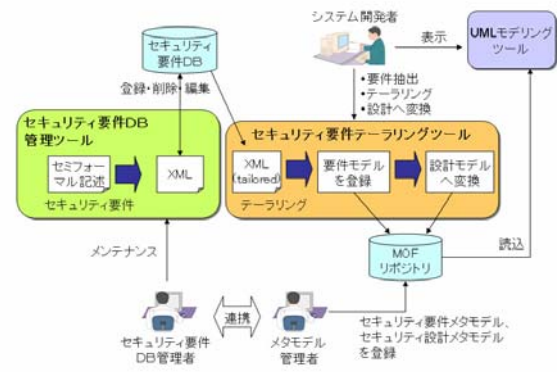 システム開発者
UMLモデリング
ツール
表示
セキュリティ
要件DB
登録・削除・編集
・要件抽出
・テーラリング
・設計へ変換
セキュリティ要件DB
管理ツール
セミフォー
マル記述
XML
セキュリティ要件
セキュリティ要件テーラリングツール
XML
(tailored)
要件モデル
を登録
設計モデル
へ変換
テーラリング
メンテナンス
MOF
リポジトリ
読込
連携
セキュリティ要件
DB管理者
メタモデル
管理者
セキュリティ要件メタモデル、
セキュリティ設計メタモデル
を登録